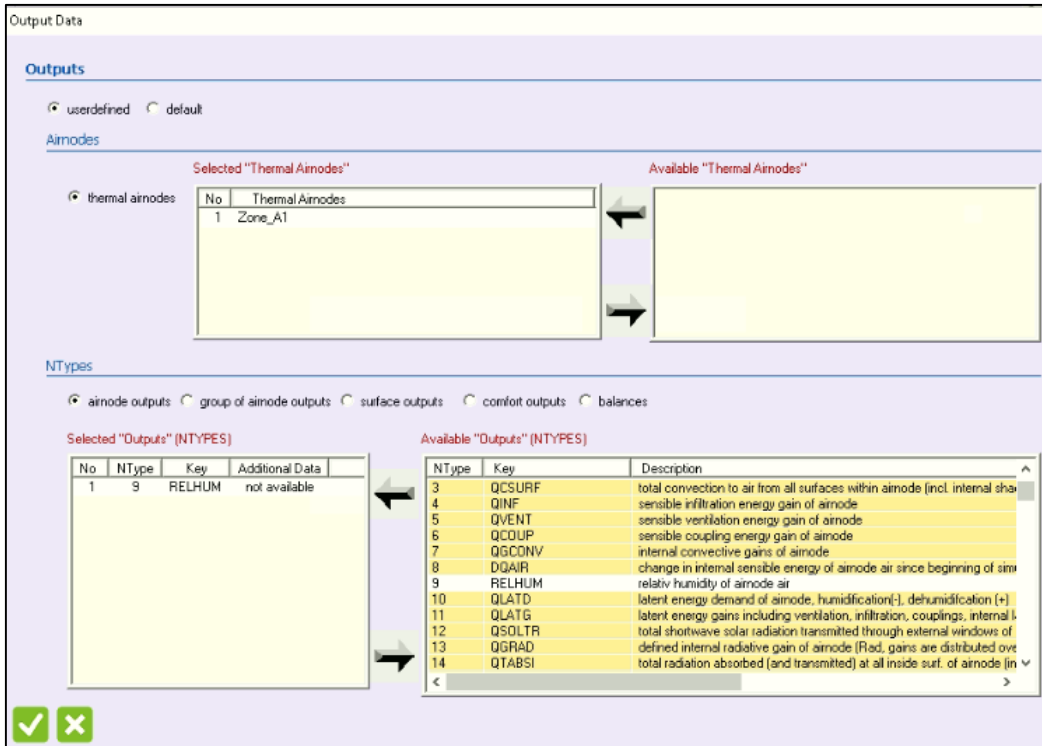 Output Data
Outputs
userdefined default
Airnodes
Selected "Thermal Airnodes" Available "Thermal Airnodes"
thermal airnodes
No Thermal Airnodes
1 Zone_A1
NTypes
airnode outputs group of airnode outputs surface outputs comfort outputs balances
Selected "Outputs" (NTYPES) Available "Outputs" (NTYPES)
No NType Key Additional Data
1 9 RELHUM not available
NType Key Description
3 QCSURF total convection to air from all surfaces within airnode (incl. internal sha
4 QINF sensible infiltration energy gain of airnode
5 QVENT sensible ventilation energy gain of airnode
6 QCOUP sensible coupling energy gain of airnode
7 QGCONV internal convective gains of airnode
8 DQAIR change in internal sensible energy of airnode air since beginning of sim
9 RELHUM relativ humidity of airnode air
10 QLATD latent energy demand of airnode, humidification(-), dehumidifcation (+)
11 QLATG latent energy gains including ventilation, infiltration, couplings, internal l
12 QSOLTR total shortwave solar radiation transmitted through external windows of
13 QGRAD defined internal radiative gain of airnode (Rad, gains are distributed ove
14 QTABSI total radiation absorbed (and transmitted) at all inside surf. of airnode (in